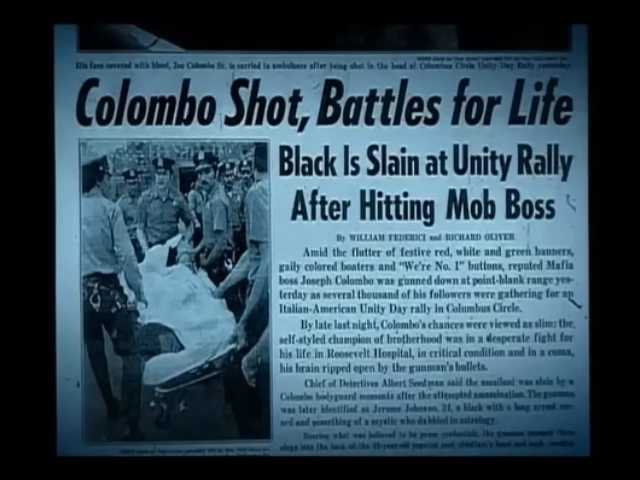 His face covered with blood, Joe Colombo Sr. is carried to ambulance after being shot in the head at Columbus Circle Unity Day Rally yesterday.
Colombo Shot, Battles for Life
Black Is Slain at Unity Rally
After Hitting Mob Boss
By WILLIAM FEDERICI and RICHARD OLIVER
Amid the flutter of festive red, white and green banners,
gaily colored boaters and "We're No. 1" buttons, reputed Mafia
boss Joseph Colombo was gunned down at point-blank range yes-
terday as several thousand of his followers were gathering for an
Italian-American Unity Day rally in Columbus Circle.
By late last night, Colombo's chances were viewed as slim: the
self-styled champion of brotherhood was in a desperate fight for
his life in Roosevelt Hospital, in critical condition and in a coma,
his brain ripped open by the gunman's bullets.
Chief of Detectives Albert Seedman said the assailant was slain by a
Colombo bodyguard moments after the attempted assassination. The gunman
was later identified as Jerome Johnson, 24, a black with a long arrest rec-
ord and something of a mystic who dabbled in astrology.